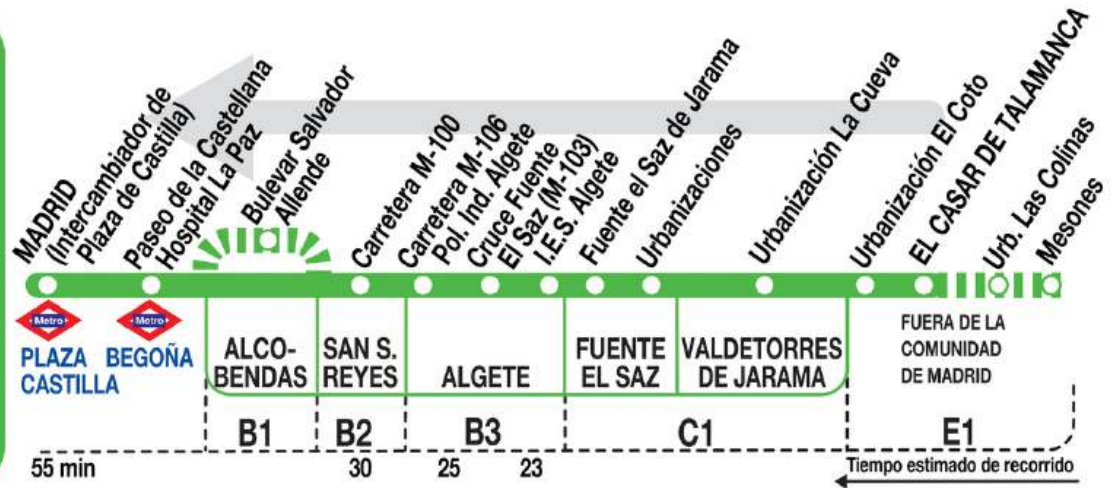 MADRID
(Intercambiador de
Plaza de Castilla)
Paseo de la Castellana
Hospital La Paz
Bulevar Salvador
Allende
Carretera M-100
Carretera M-106
Pol. Ind. Algete
Cruce Fuente
El Saz (M-103)
I.E.S. Algete
Fuente el Saz de Jarama
Urbanizaciones
Urbanización La Cueva
Urbanización El Coto
EL CASAR DE TALAMANCA
Urb. Las Colinas
Mesones
Metro
Metro
PLAZA
CASTILLA
BEGOÑA
ALCO-
BENDAS
SAN S.
REYES
ALGETE
FUENTE
EL SAZ
VALDETORRES
DE JARAMA
FUERA DE LA
COMUNIDAD
DE MADRID
B1
B2
B3
C1
E1
55 min
30
25
23
Tiempo estimado de recorrido